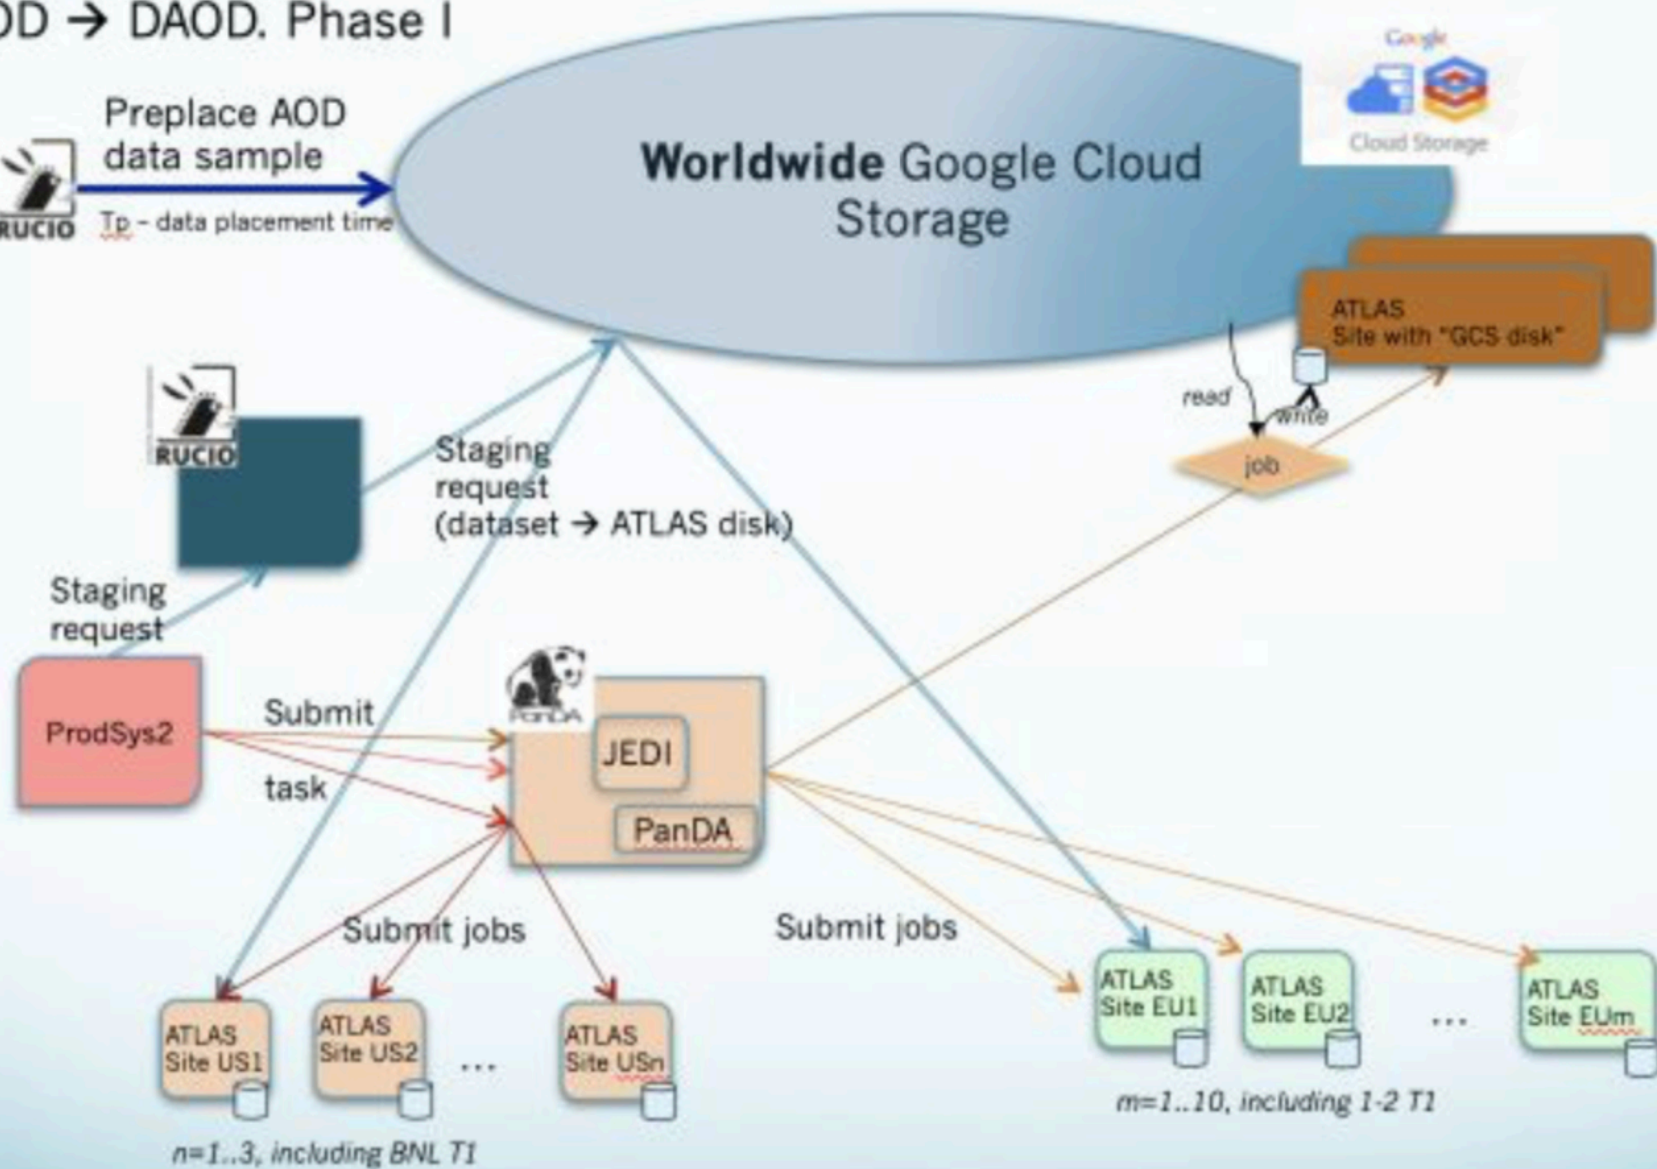 OD → DAOD. Phase I
Google
Cloud Storage
Preplace AOD
data sample
RUCIO
Tp - data placement time
Worldwide Google Cloud
Storage
ATLAS
Site with "GCS disk"
read
write
job
RUCIO
Staging
request
(dataset → ATLAS disk)
Staging
request
ProdSys2
Submit
task
PanDA
JEDI
PanDA
Submit jobs
Submit jobs
ATLAS
Site US1
ATLAS
Site US2
...
ATLAS
Site USn
ATLAS
Site EU1
ATLAS
Site EU2
...
ATLAS
Site EUm
n=1..3, including BNL T1
m=1..10, including 1-2 T1